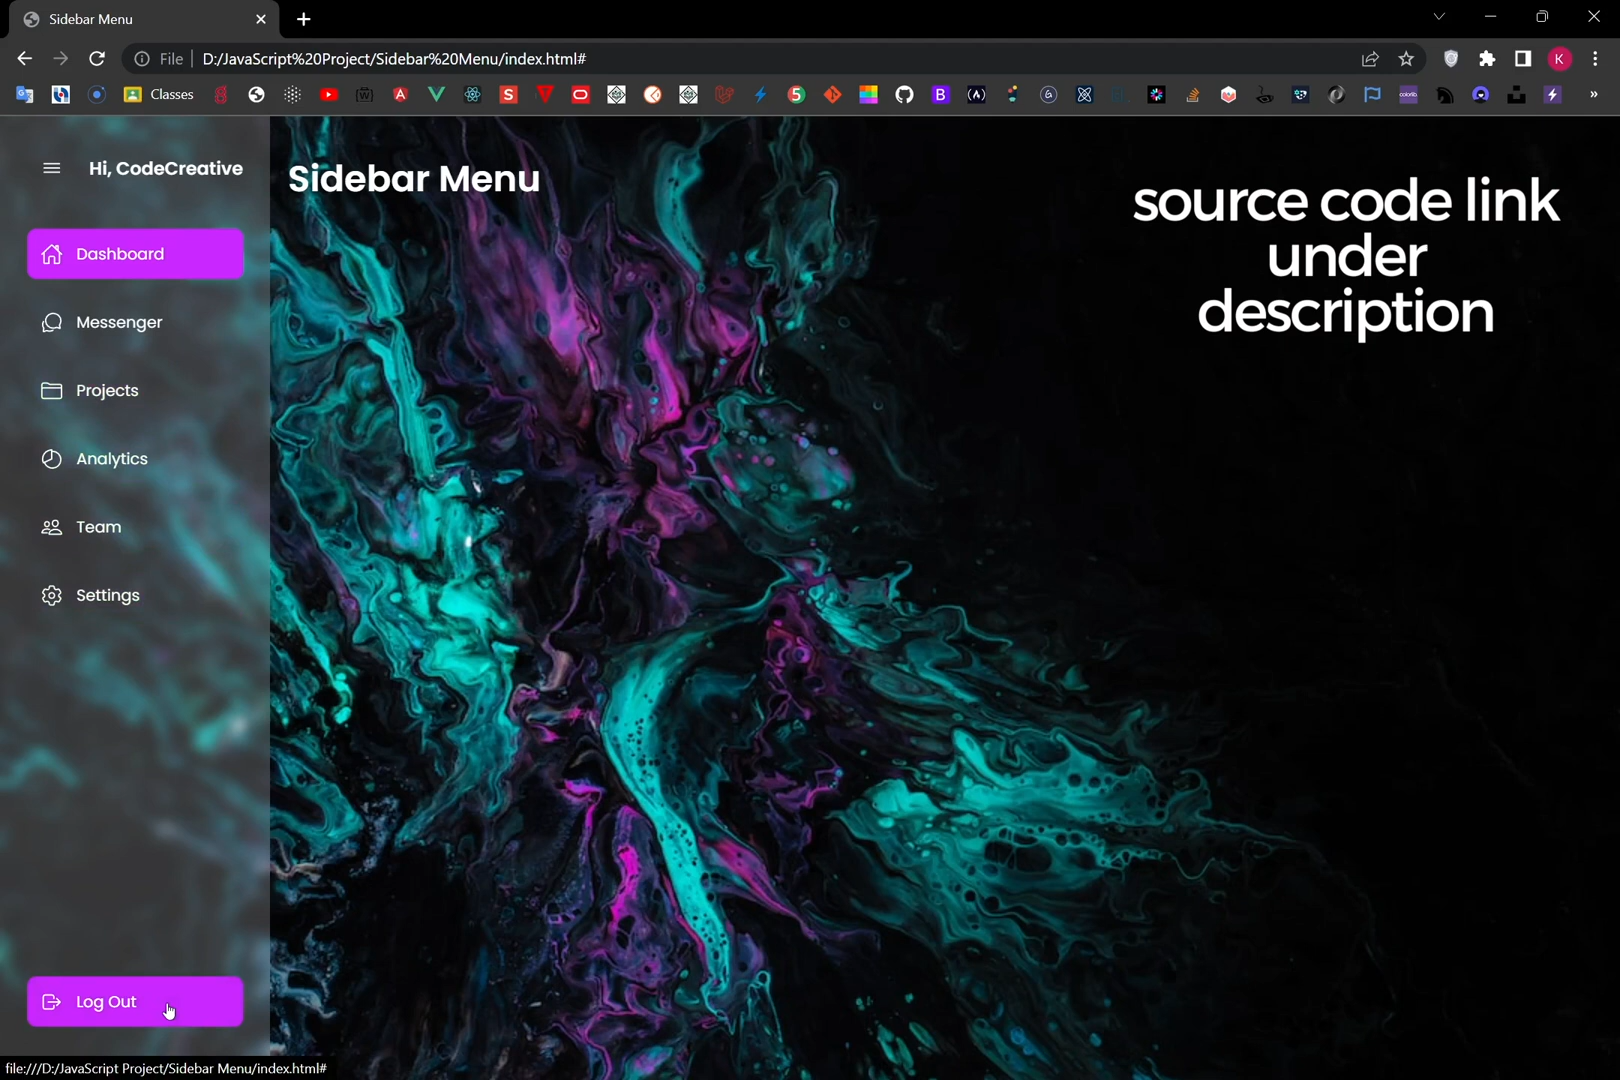 Sidebar Menu
File
D:/JavaScript%20Project/Sidebar%20Menu/index.html#
K
Classes
Hi, CodeCreative
Dashboard
Messenger
Projects
Analytics
Team
Settings
Log Out
Sidebar Menu
source code link
under
description
file:///D:/JavaScript Project/Sidebar Menu/index.html#